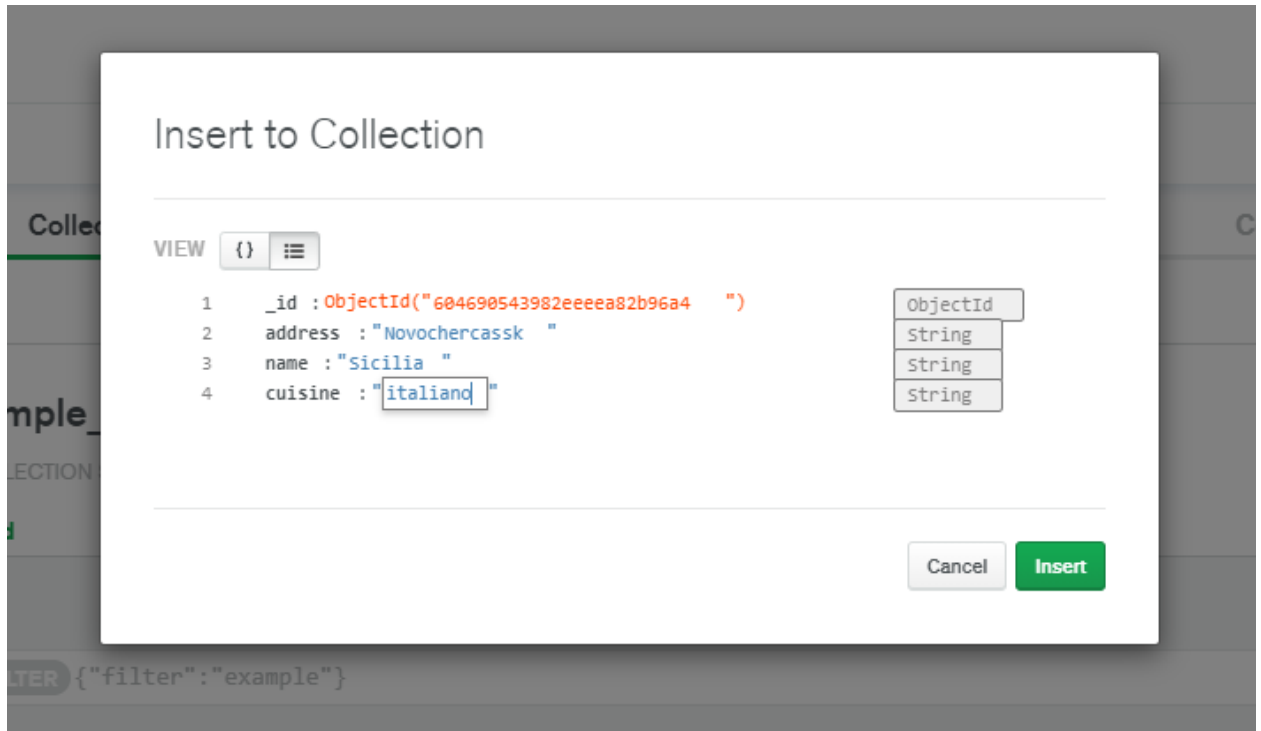 Insert to Collection
Collec
C
VIEW {}
1 _id : ObjectId("604690543982eeeea82b96a4 ") ObjectId
2 address : "Novochercassk " String
3 name : "Sicilia " String
4 cuisine : "italiano " String
mple_
LECTION
d
Cancel Insert
LTER {"filter":"example"}